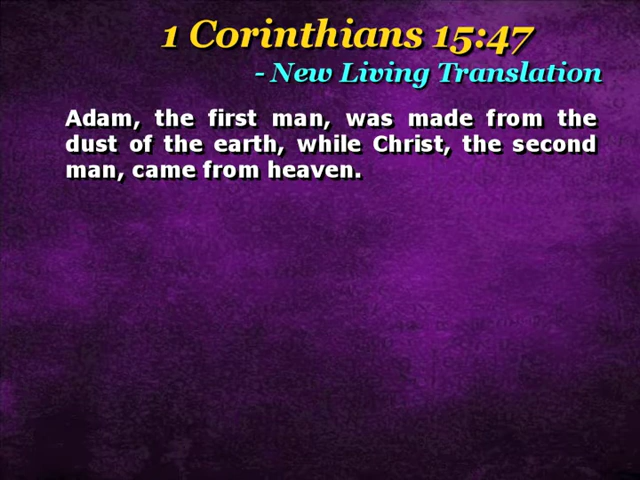 1 Corinthians 15:47
- New Living Translation
Adam, the first man, was made from the
dust of the earth, while Christ, the second
man, came from heaven.